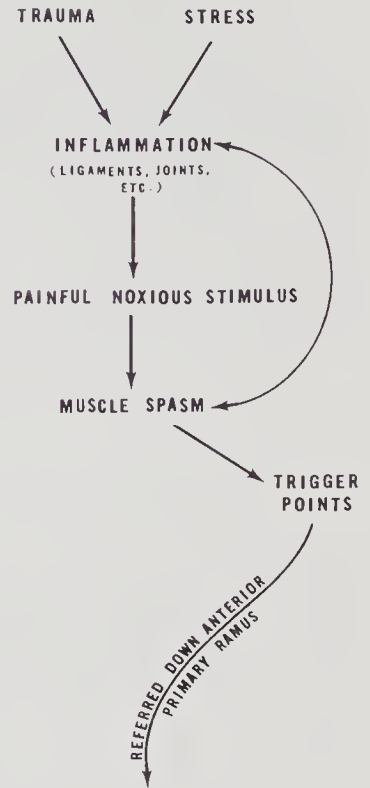 TRAUMA STRESS
INFLAMMATION
(LIGAMENTS, JOINTS,
ETC.)
PAINFUL NOXIOUS STIMULUS
MUSCLE SPASM
TRIGGER
POINTS
REFERRED DOWN ANTERIOR
PRIMARY RAMUS